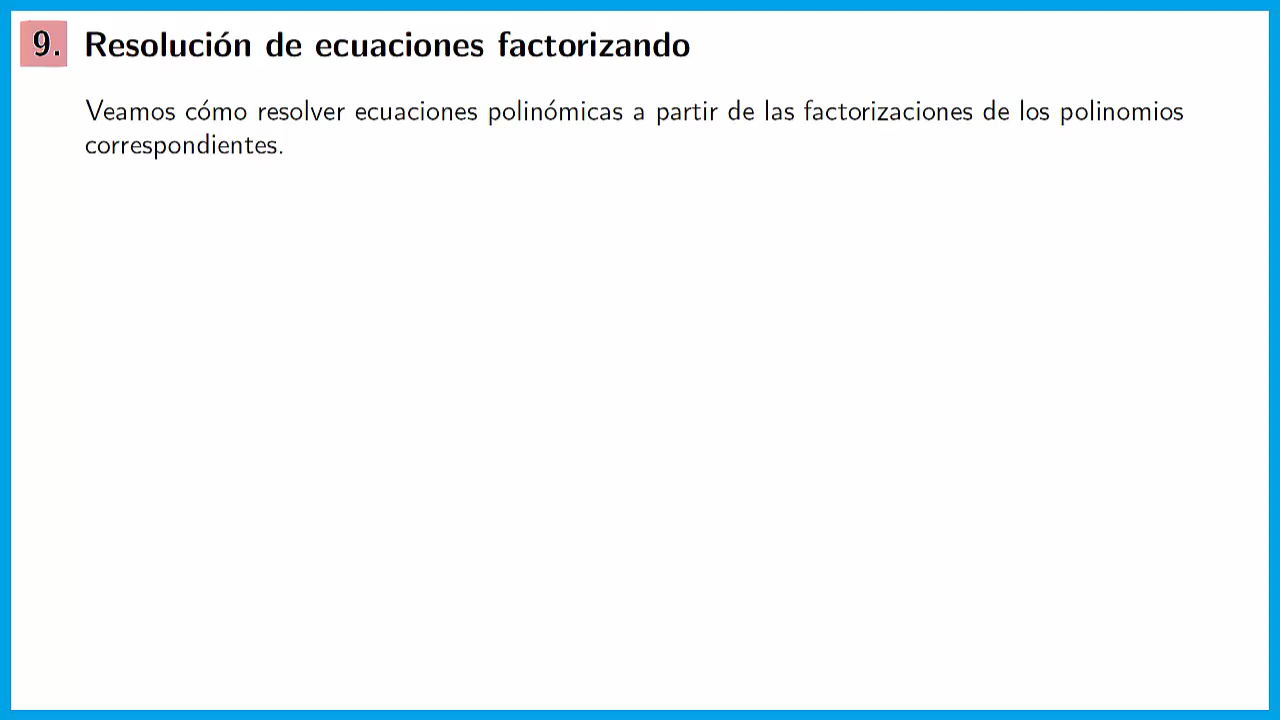 9. Resolución de ecuaciones factorizando
Veamos cómo resolver ecuaciones polinómicas a partir de las factorizaciones de los polinomios
correspondientes.